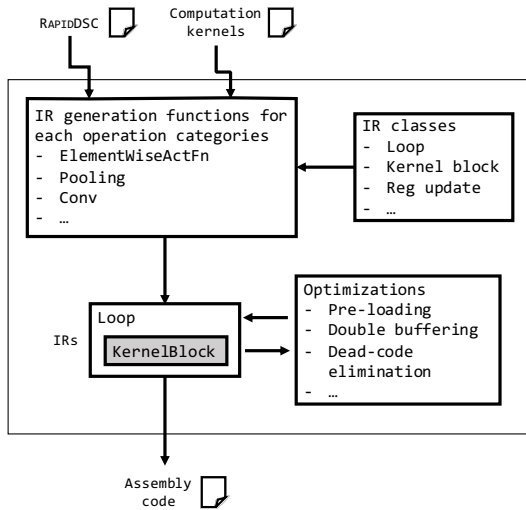 RAPIDDSC
Computation
kernels
IR generation functions for
each operation categories
- ElementWiseActFn
- Pooling
- Conv
- …
IR classes
- Loop
- Kernel block
- Reg update
- …
IRs
Loop
KernelBlock
Optimizations
- Pre-loading
- Double buffering
- Dead-code
elimination
- …
Assembly
code